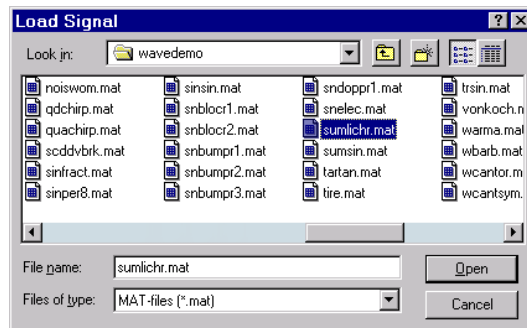 Load Signal
Look in: wavedemo
noiswom.mat sinsin.mat sndoppr1.mat trsin.mat
qdchirp.mat snblocr1.mat snelec.mat vonkoch.n
quachirp.mat snblocr2.mat sumlichr.mat warma.mat
scddvbrk.mat snbumpr1.mat sumsin.mat wbarb.mat
sinfract.mat snbumpr2.mat tartan.mat wcantor.m
sinper8.mat snbumpr3.mat tire.mat wcantsym.
File name: sumlichr.mat Open
Files of type: MAT-files (*.mat) Cancel